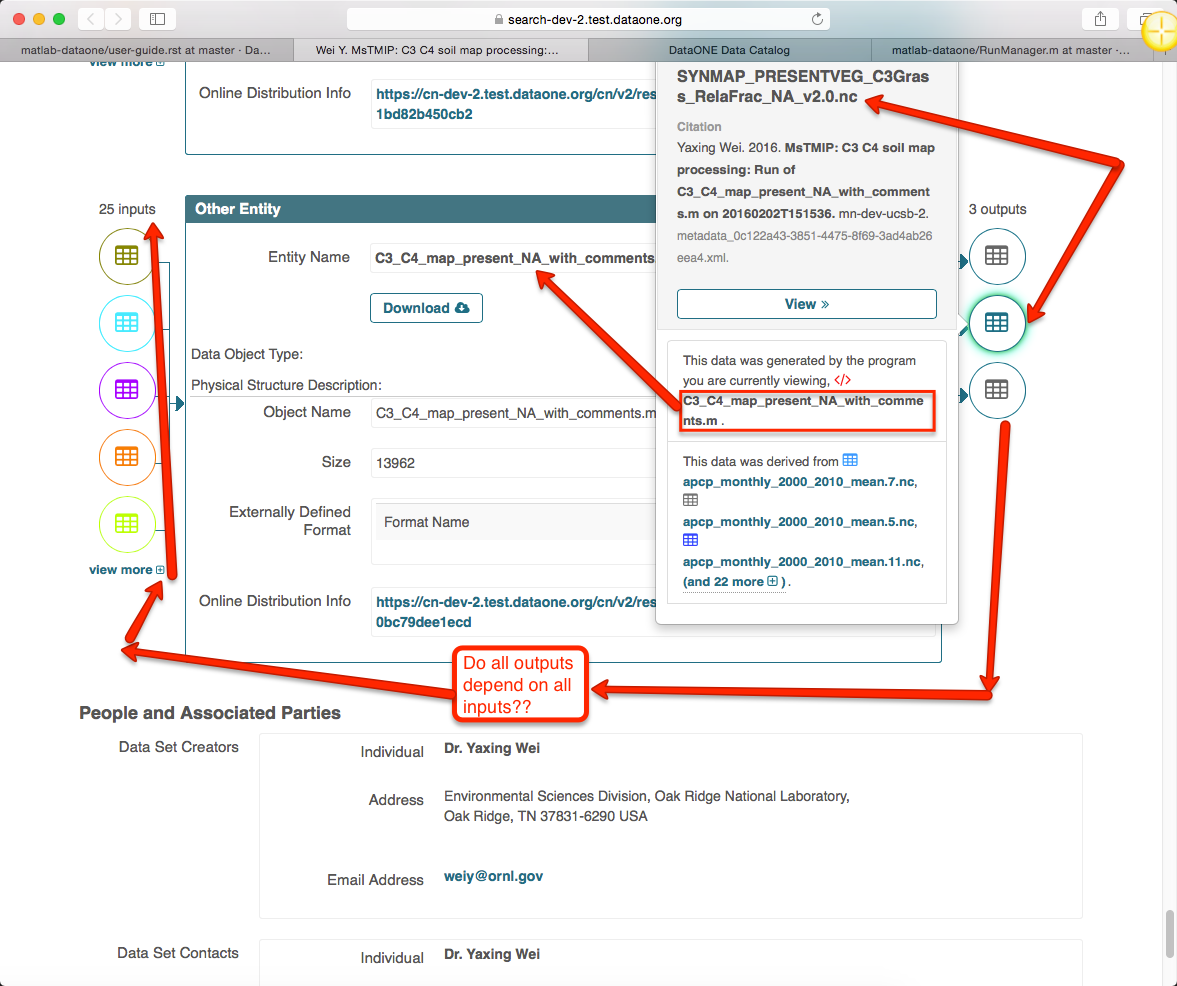 search-dev-2.test.dataone.org
matlab-dataone/user-guide.rst at master · Da...
Wei Y. MsTMIP: C3 C4 soil map processing:...
DataONE Data Catalog
matlab-dataone/RunManager.m at master ·...
view more
Online Distribution Info
https://cn-dev-2.test.dataone.org/cn/v2/res
1bd82b450cb2
25 inputs
view more
Other Entity
Entity Name
C3_C4_map_present_NA_with_comments
Download
Data Object Type:
Physical Structure Description:
Object Name
C3_C4_map_present_NA_with_comments.m
Size
13962
Externally Defined
Format
Format Name
Online Distribution Info
https://cn-dev-2.test.dataone.org/cn/v2/res
0bc79dee1ecd
SYNMAP_PRESENTVEG_C3Gras
s_RelaFrac_NA_v2.0.nc
Citation
Yaxing Wei. 2016. MsTMIP: C3 C4 soil map
processing: Run of
C3_C4_map_present_NA_with_comment
s.m on 20160202T151536. mn-dev-ucsb-2.
metadata_0c122a43-3851-4475-8f69-3ad4ab26
eea4.xml.
View »
This data was generated by the program
you are currently viewing, </>
C3_C4_map_present_NA_with_comme
nts.m .
This data was derived from
apcp_monthly_2000_2010_mean.7.nc,
apcp_monthly_2000_2010_mean.5.nc,
apcp_monthly_2000_2010_mean.11.nc,
(and 22 more ) .
3 outputs
Do all outputs
depend on all
inputs??
People and Associated Parties
Data Set Creators
Individual
Dr. Yaxing Wei
Address
Environmental Sciences Division, Oak Ridge National Laboratory,
Oak Ridge, TN 37831-6290 USA
Email Address
weiy@ornl.gov
Data Set Contacts
Individual
Dr. Yaxing Wei